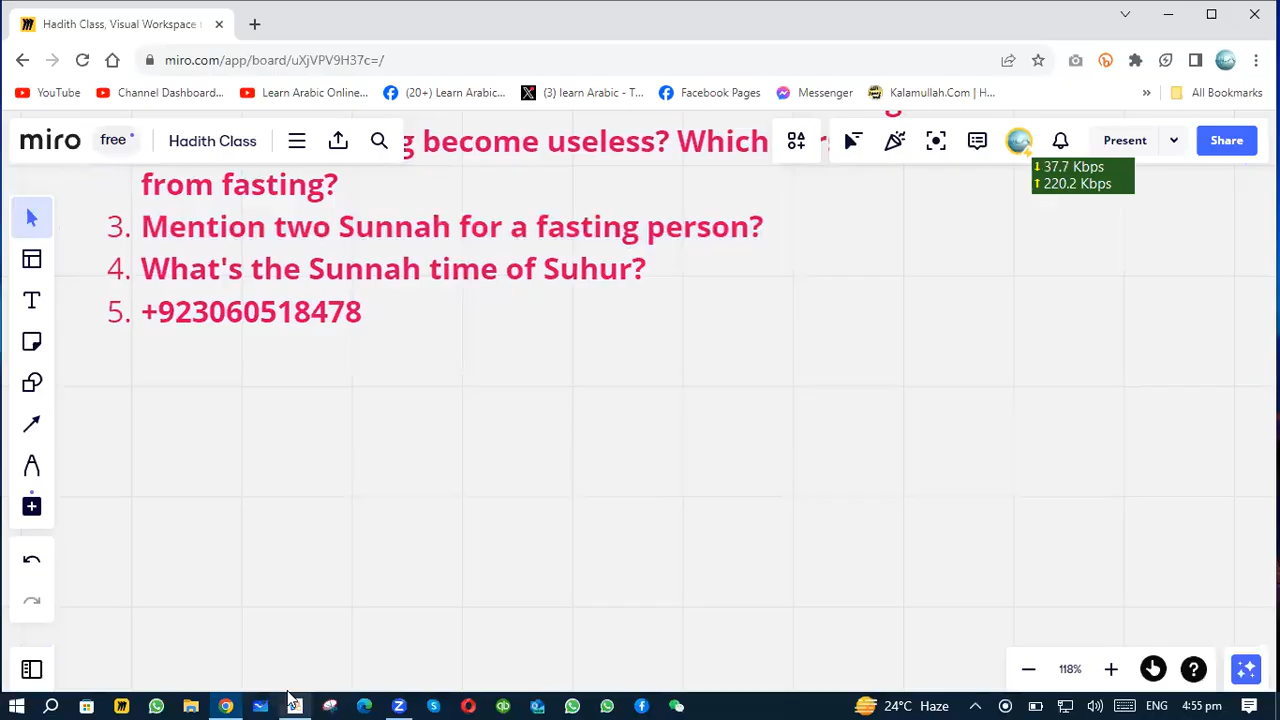 Hadith Class, Visual Workspace
miro.com/app/board/uXjVPV9H37c=/
YouTube
Channel Dashboard...
Learn Arabic Online...
(20+) Learn Arabic...
(3) learn Arabic - T...
Facebook Pages
Messenger
Kalamullah.Com | H...
»
All Bookmarks
miro
free
Hadith Class
Present
Share
g become useless? Which
37.7 Kbps
220.2 Kbps
from fasting?
3. Mention two Sunnah for a fasting person?
4. What's the Sunnah time of Suhur?
5. +923060518478
118%
24°C Haze
ENG
4:55 pm